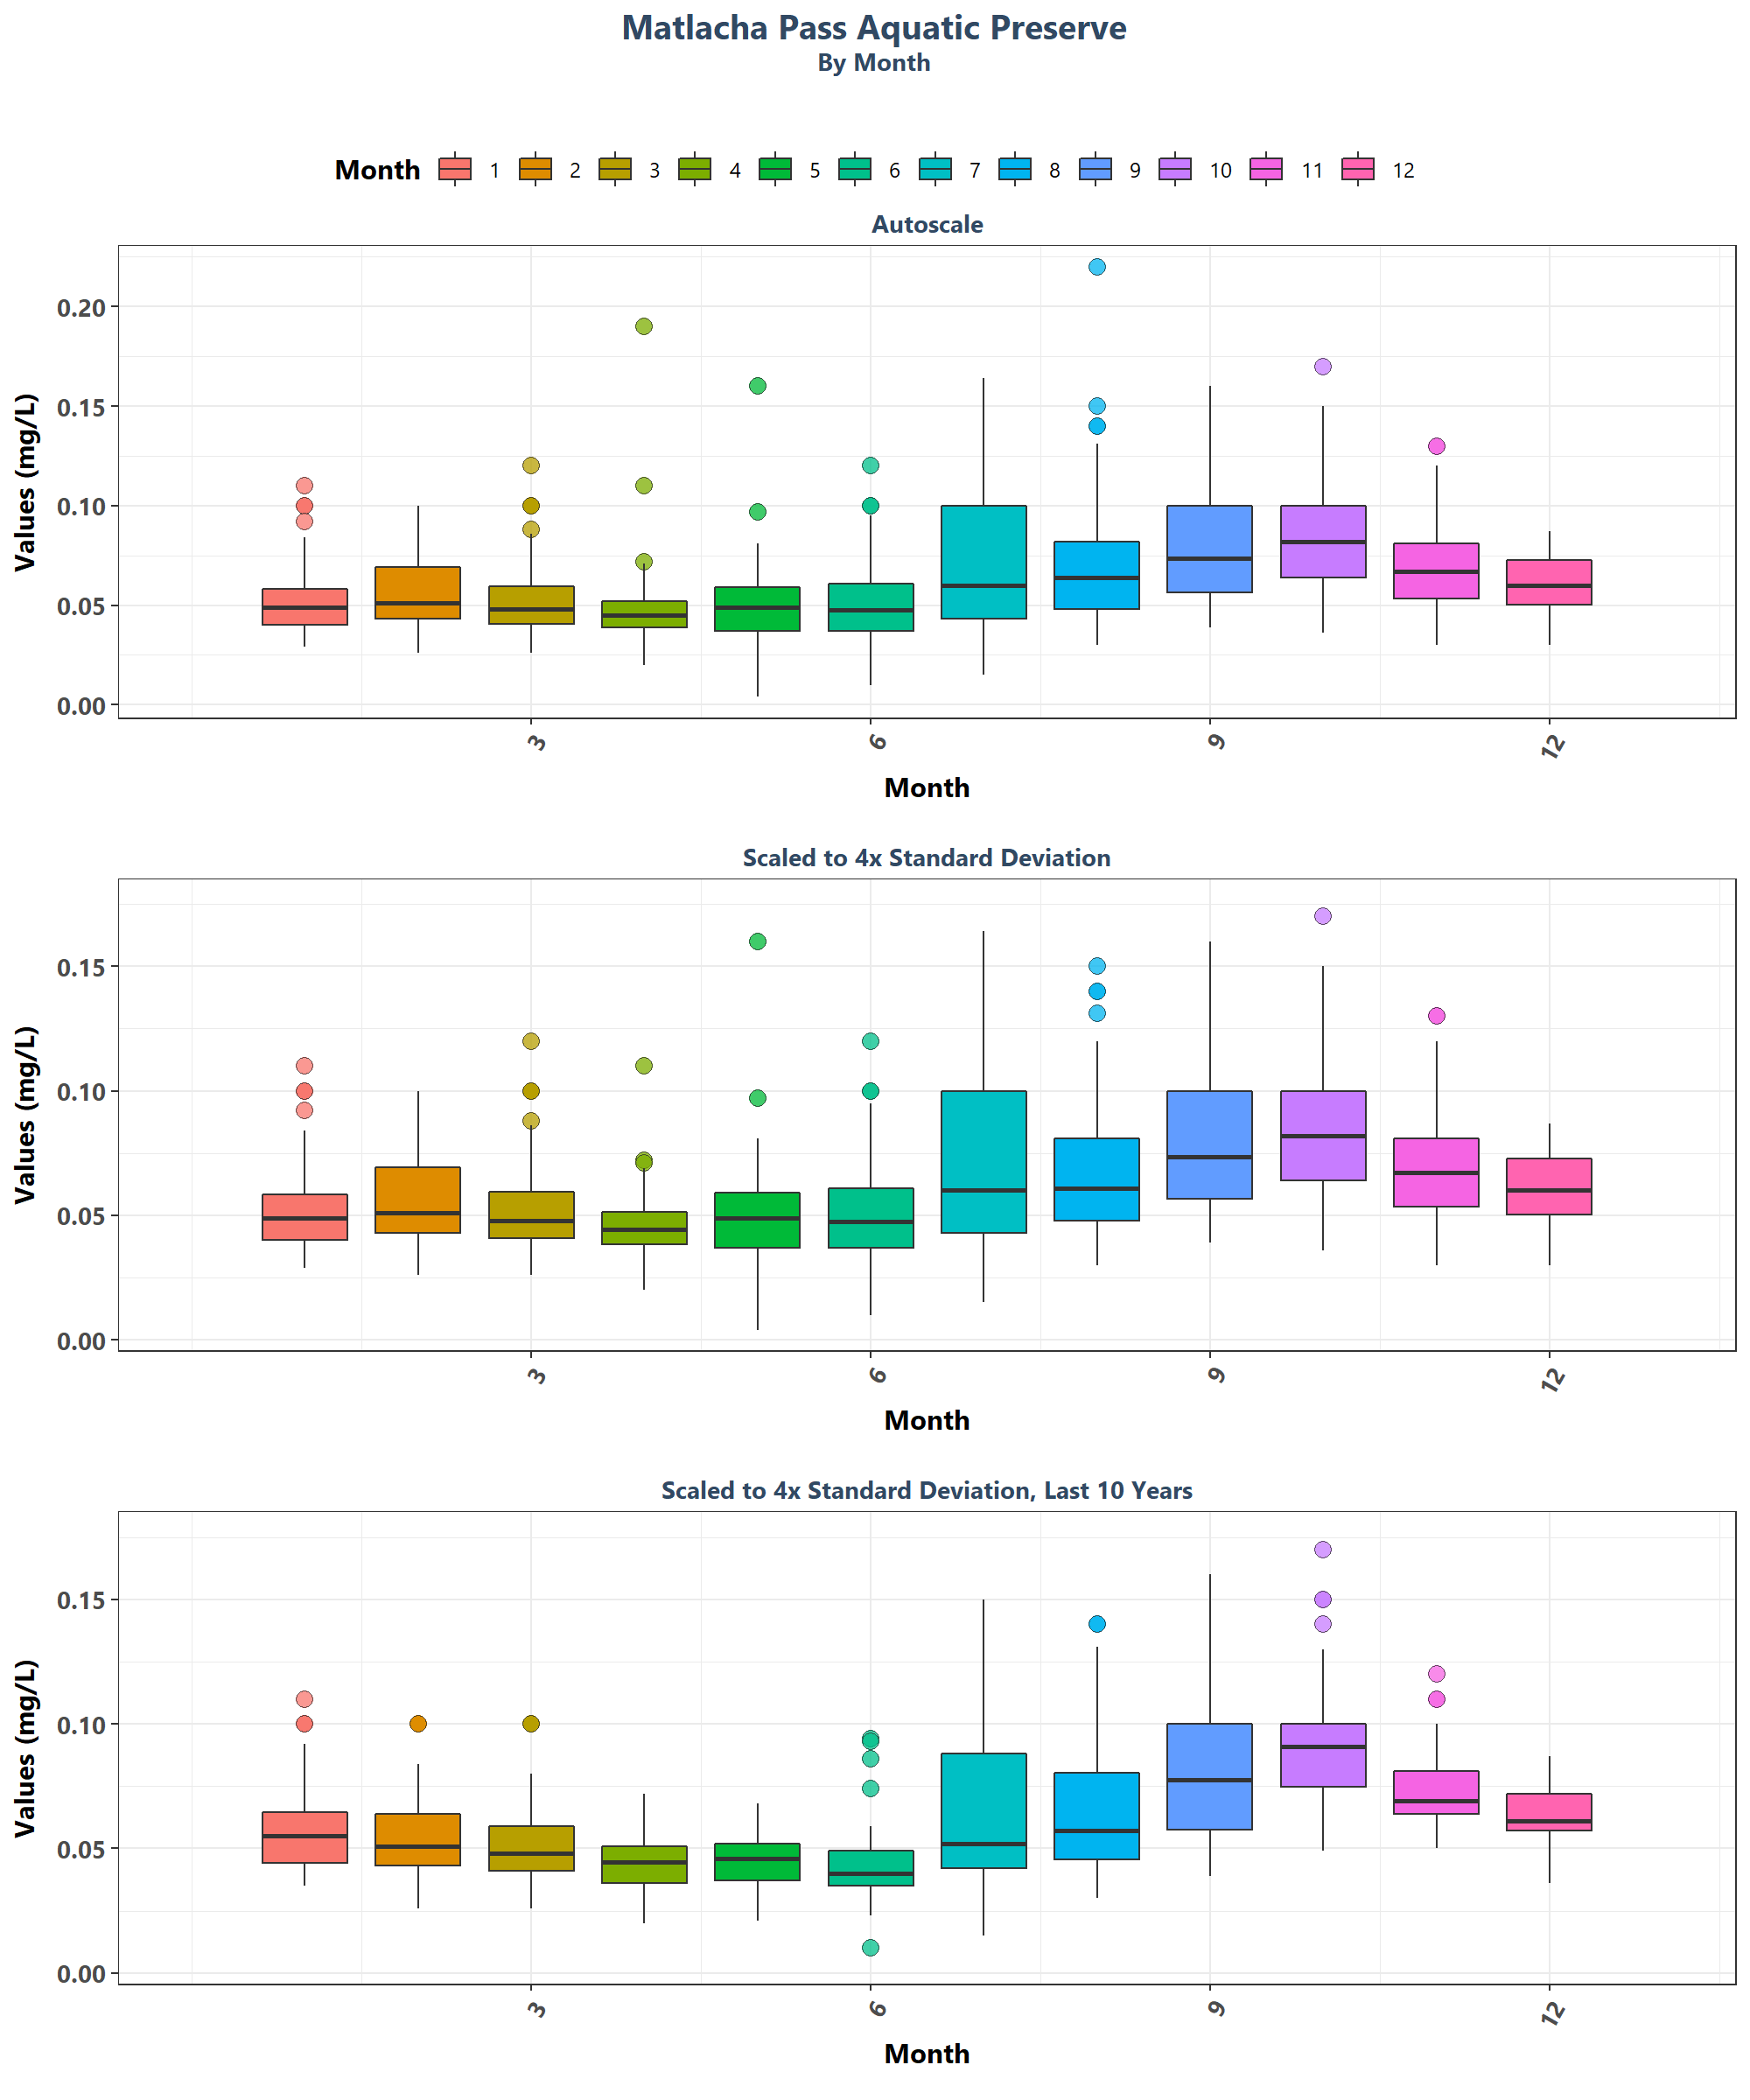 Matlacha Pass Aquatic Preserve
By Month
Month 1 2 3 4 5 6 7 8 9 10 11 12
Autoscale
Values (mg/L)
0.20
0.15
0.10
0.05
0.00
3 6 9 12
Month
Scaled to 4x Standard Deviation
Values (mg/L)
0.15
0.10
0.05
0.00
3 6 9 12
Month
Scaled to 4x Standard Deviation, Last 10 Years
Values (mg/L)
0.15
0.10
0.05
0.00
3 6 9 12
Month